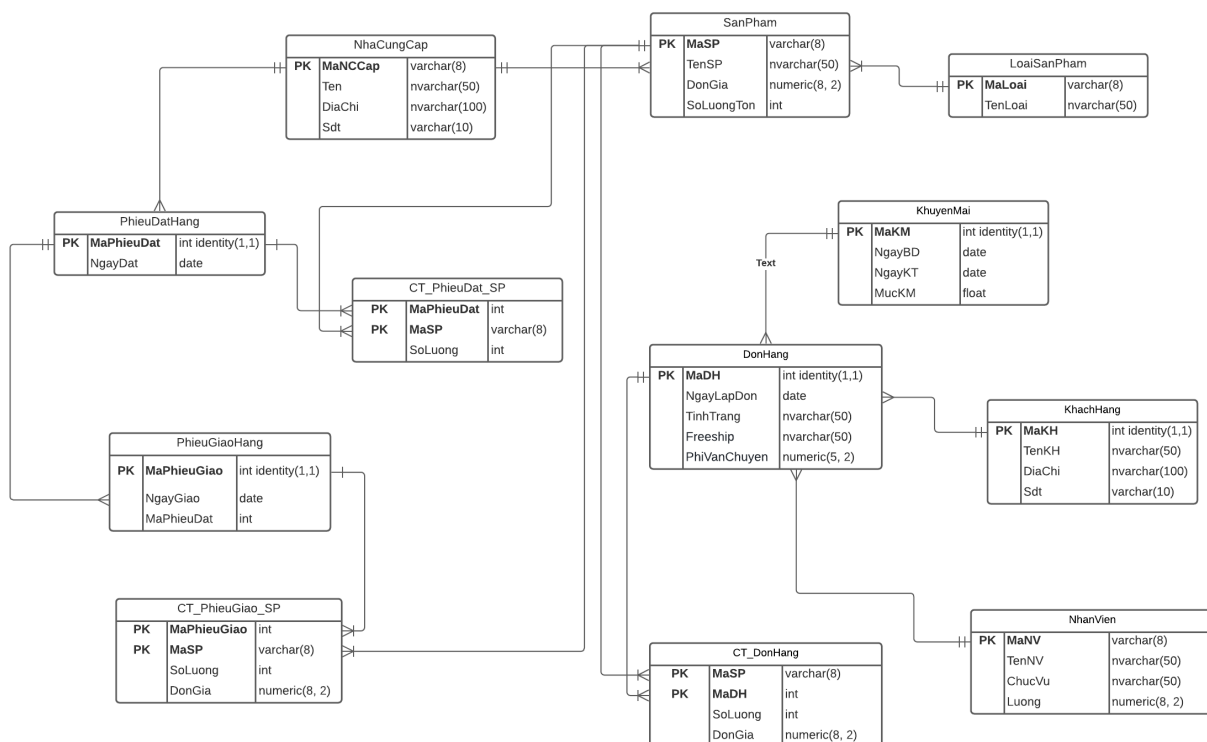 SanPham
PK MaSP varchar(8)
TenSP nvarchar(50)
DonGia numeric(8, 2)
SoLuongTon int
NhaCungCap
PK MaNCCap varchar(8)
Ten nvarchar(50)
DiaChi nvarchar(100)
Sdt varchar(10)
LoaiSanPham
PK MaLoai varchar(8)
TenLoai nvarchar(50)
PhieuDatHang
PK MaPhieuDat int identity(1,1)
NgayDat date
KhuyenMai
PK MaKM int identity(1,1)
NgayBD date
NgayKT date
MucKM float
Text
CT_PhieuDat_SP
PK MaPhieuDat int
PK MaSP varchar(8)
SoLuong int
DonHang
PK MaDH int identity(1,1)
NgayLapDon date
TinhTrang nvarchar(50)
Freeship nvarchar(50)
PhiVanChuyen numeric(5, 2)
KhachHang
PK MaKH int identity(1,1)
TenKH nvarchar(50)
DiaChi nvarchar(100)
Sdt varchar(10)
PhieuGiaoHang
PK MaPhieuGiao int identity(1,1)
NgayGiao date
MaPhieuDat int
CT_PhieuGiao_SP
PK MaPhieuGiao int
PK MaSP varchar(8)
SoLuong int
DonGia numeric(8, 2)
NhanVien
PK MaNV varchar(8)
TenNV nvarchar(50)
ChucVu nvarchar(50)
Luong numeric(8, 2)
CT_DonHang
PK MaSP varchar(8)
PK MaDH int
SoLuong int
DonGia numeric(8, 2)